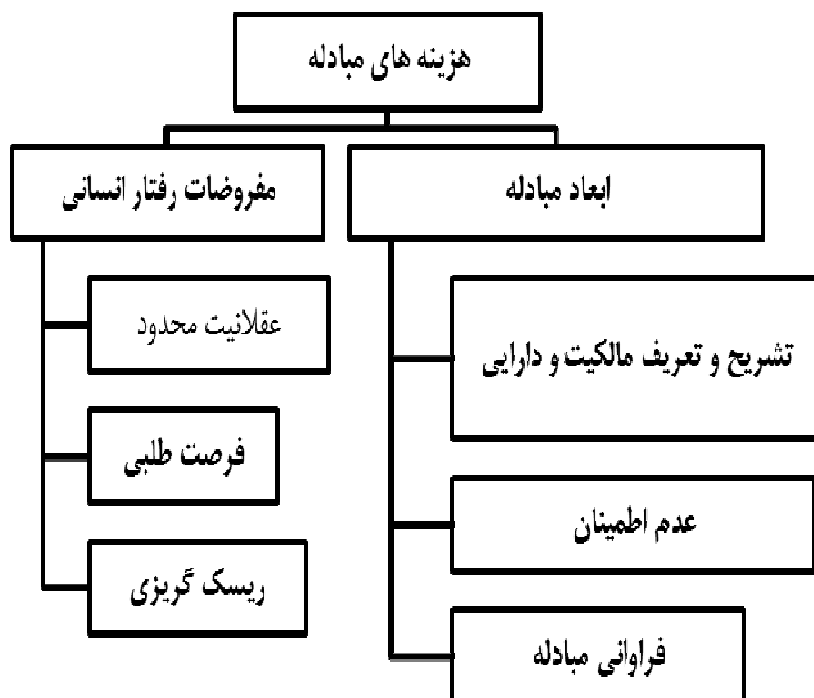 هزینه های مبادله
ابعاد مبادله
تشریح و تعریف مالکیت و دارایی
عدم اطمینان
فراوانی مبادله
مفروضات رفتار انسانی
عقلانیت محدود
فرصت طلبی
ریسک گریزی